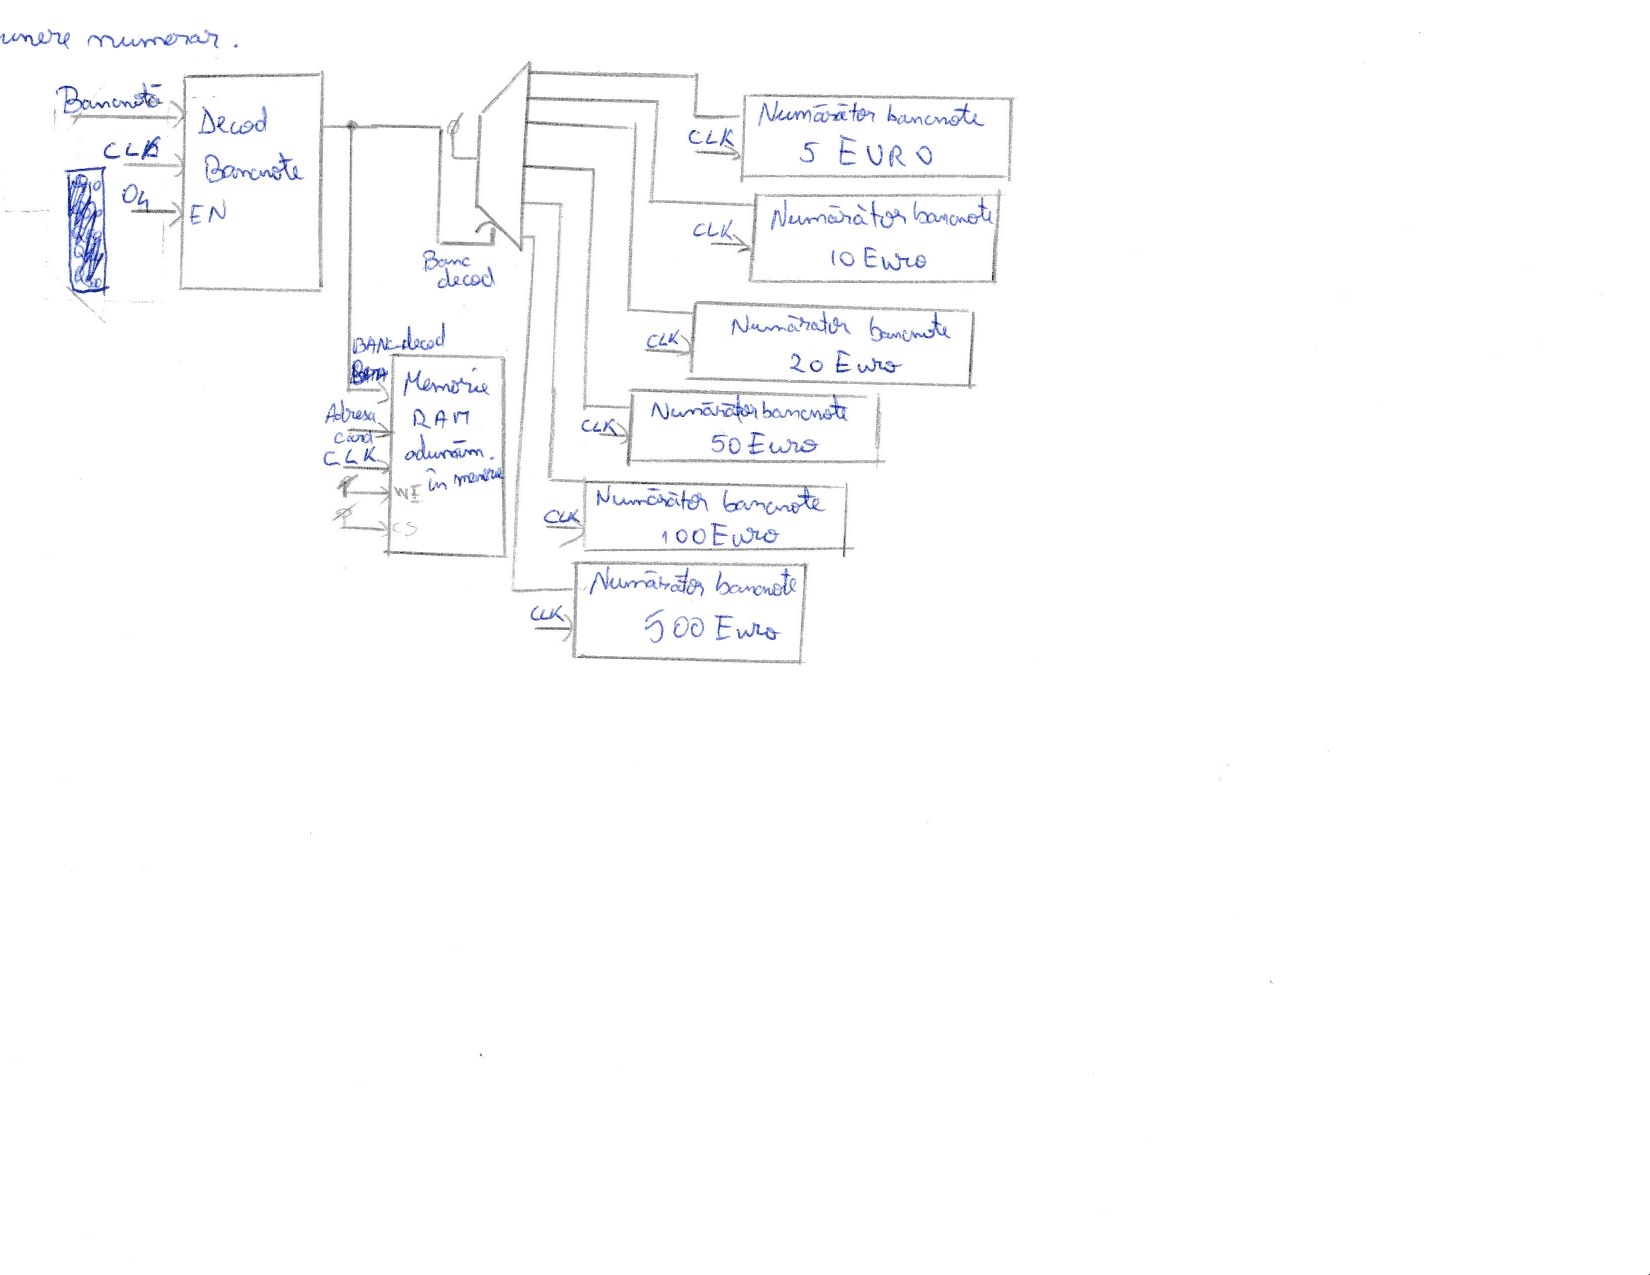 unere numerar.
Bancnotă
CLK
O4
EN
Decod
Bancnote
Banc
decod
BANC decod
Adresa
card
CLK
WE
CS
Memorie
RAM
adunăm.
în memorie
CLK
Numărător bancnote
5 EURO
CLK
Numărător bancnote
10 Euro
CLK
Numărător bancnote
20 Euro
CLK
Numărător bancnote
50 Euro
CLK
Numărător bancnote
100 Euro
CLK
Numărător bancnote
500 Euro